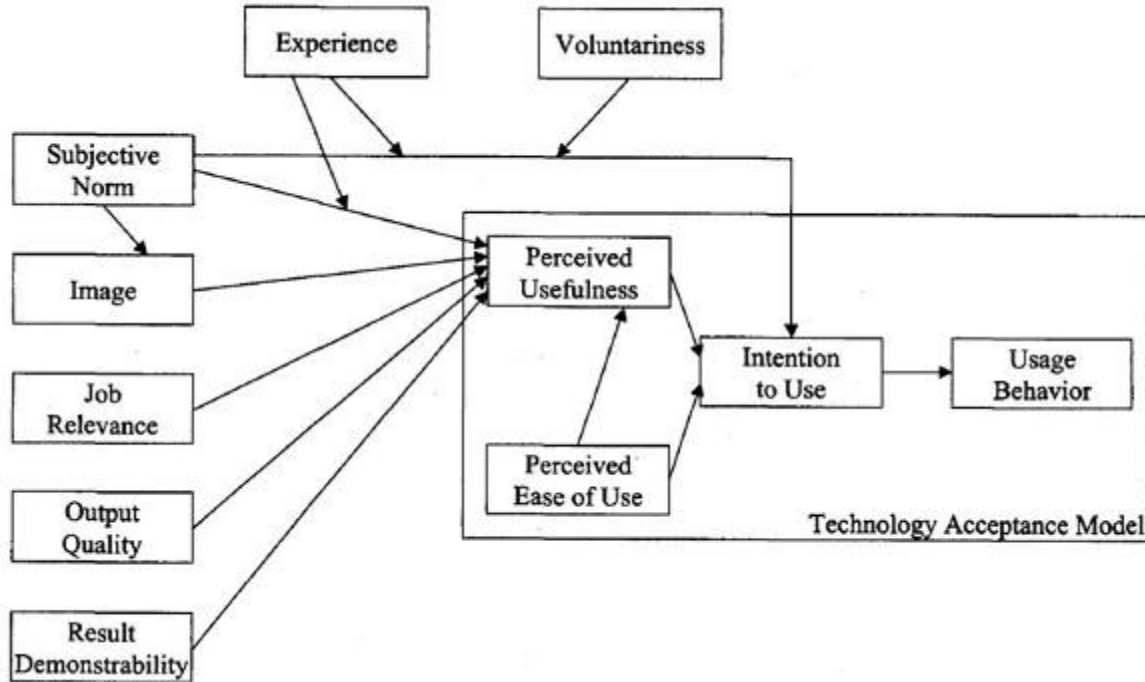 Experience
Voluntariness
Subjective
Norm
Image
Job
Relevance
Output
Quality
Result
Demonstrability
Perceived
Usefulness
Perceived
Ease of Use
Intention
to Use
Usage
Behavior
Technology Acceptance Model